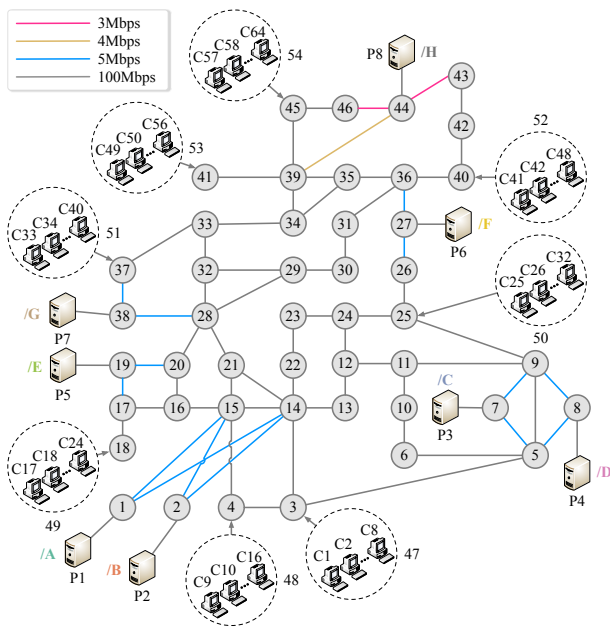 3Mbps
4Mbps
5Mbps
100Mbps
C57 C58 C64
54
P8 /H
43
45 46 44
42
52
C49 C50 C56
53
41 39 35 36 40
C41 C42 C48
C33 C34 C40
51
33 34 31 27 /F
P6
37 32 29 30 26
C25 C26 C32
/G
P7
38 28 23 24 25
50
/E
P5
19 20 21 22 12 11 9
/C
P3
17 16 15 14 13 10 7 8
C17 C18 C24
18 6 5
/D
P4
49
1 2 4 3
/A
P1
/B
P2
C9 C10 C16
48
C1 C2 C8
47